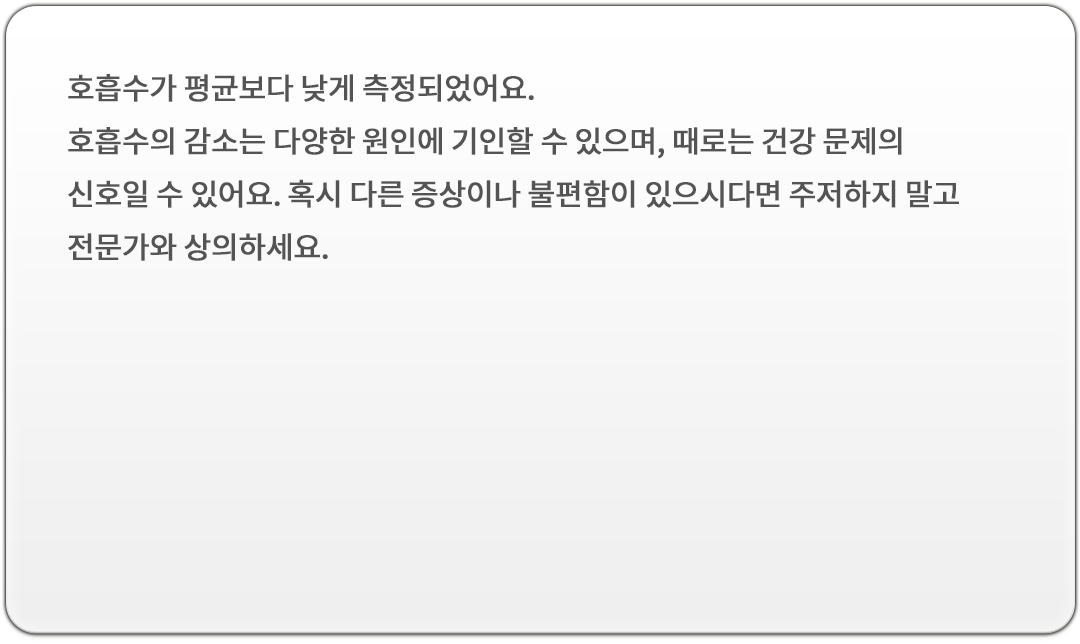 호흡수가 평균보다 낮게 측정되었어요.
호흡수의 감소는 다양한 원인에 기인할 수 있으며, 때로는 건강 문제의
신호일 수 있어요. 혹시 다른 증상이나 불편함이 있으시다면 주저하지 말고
전문가와 상의하세요.